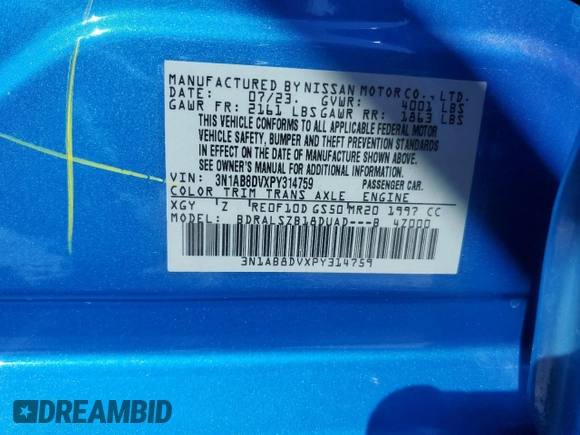 MANUFACTURED BY NISSAN MOTOR CO., LTD.
DATE: 07/23. GVWR: 4001 LBS
GAWR FR: 2161 LBS GAWR RR: 1863 LBS
THIS VEHICLE CONFORMS TO ALL APPLICABLE FEDERAL MOTOR
VEHICLE SAFETY, BUMPER AND THEFT PREVENTION STANDARDS
IN EFFECT ON THE DATE OF MANUFACTURE SHOWN ABOVE.
SEE OWNER'S MANUAL FOR ADDITIONAL INFORMATION.
VIN: 3N1AB8DVXPY314759 PASSENGER CAR.
COLOR TRIM TRANS AXLE ENGINE
XGY Z RE0F10D GS50 MR20 1997 CC
MODEL: BDRALSZB18DUAD---B 47000
3N1AB8DVXPY314759
DREAMBID